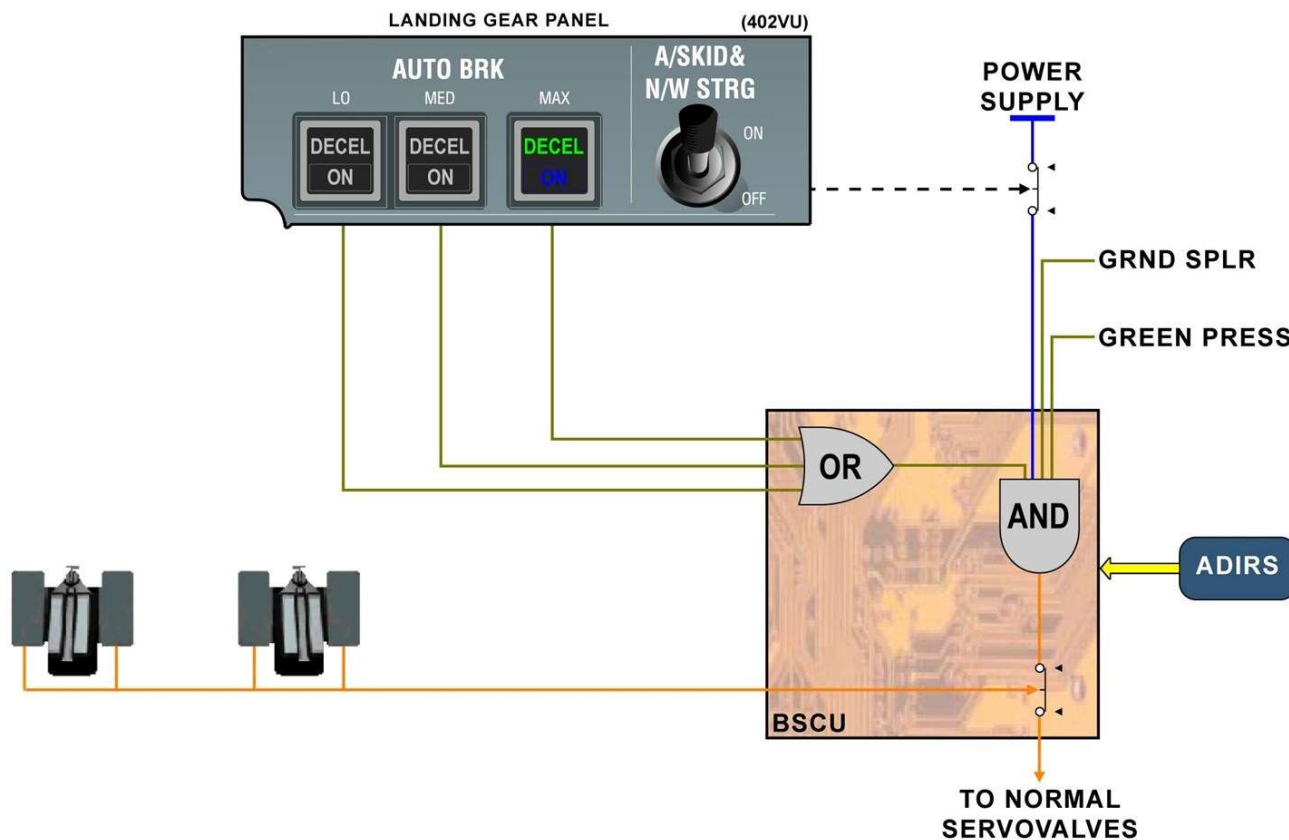 LANDING GEAR PANEL (402VU)
AUTO BRK
LO MED MAX
DECEL
ON
DECEL
ON
DECEL
ON
A/SKID&
N/W STRG
ON
OFF
POWER
SUPPLY
GRND SPLR
GREEN PRESS
OR
AND
ADIRS
BSCU
TO NORMAL
SERVOVALVES